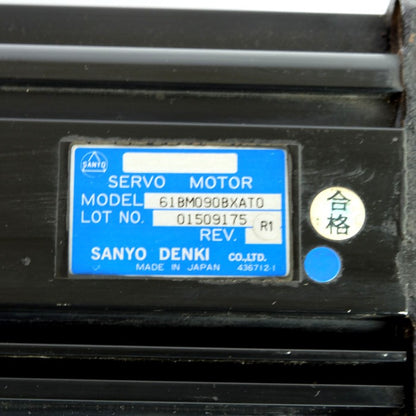 SANYO
SERVO MOTOR
MODEL 61BM090BXAT0
LOT NO. 01509175
REV. R1
SANYO DENKI CO.,LTD.
MADE IN JAPAN 436712-1
合格